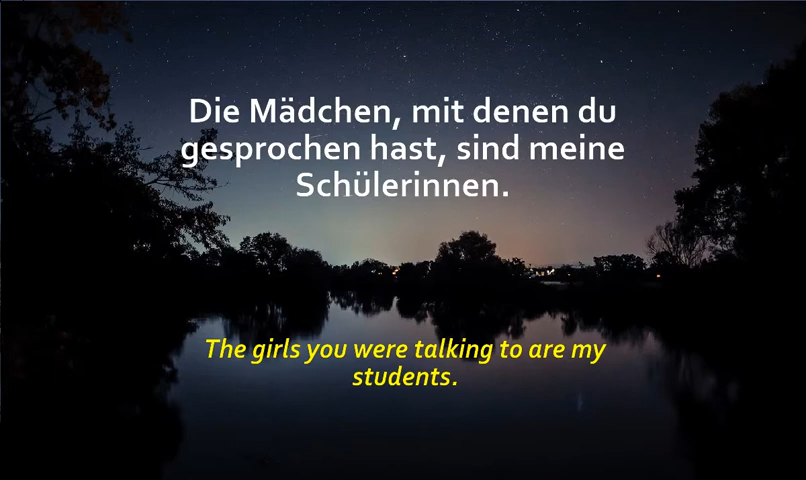 Die Mädchen, mit denen du
gesprochen hast, sind meine
Schülerinnen.
The girls you were talking to are my
students.